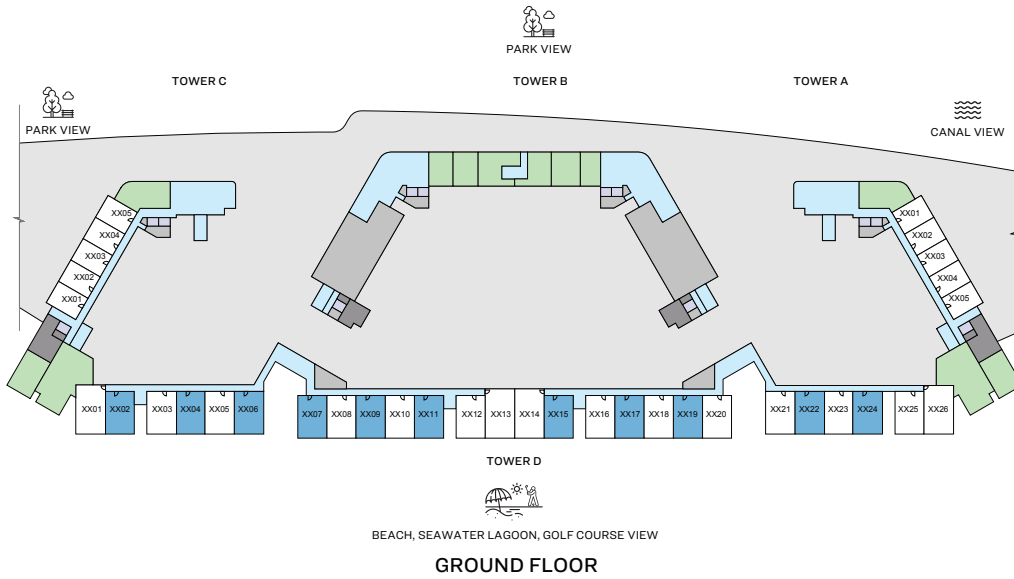 PARK VIEW
TOWER C
TOWER B
TOWER A
PARK VIEW
CANAL VIEW
XX05
XX04
XX03
XX02
XX01
XX01
XX02
XX03
XX04
XX05
XX01
XX02
XX03
XX04
XX05
XX06
XX07
XX08
XX09
XX10
XX11
XX12
XX13
XX14
XX15
XX16
XX17
XX18
XX19
XX20
XX21
XX22
XX23
XX24
XX25
XX26
TOWER D
BEACH, SEAWATER LAGOON, GOLF COURSE VIEW
GROUND FLOOR